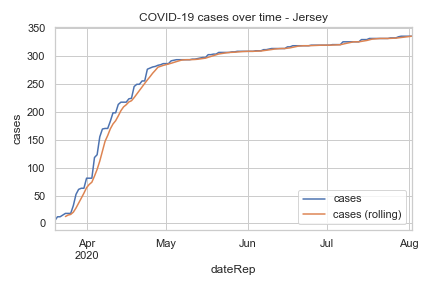 COVID-19 cases over time - Jersey
350
300
250
200
150
100
50
0
cases
cases
cases (rolling)
Apr
2020
May
Jun
Jul
Aug
dateRep